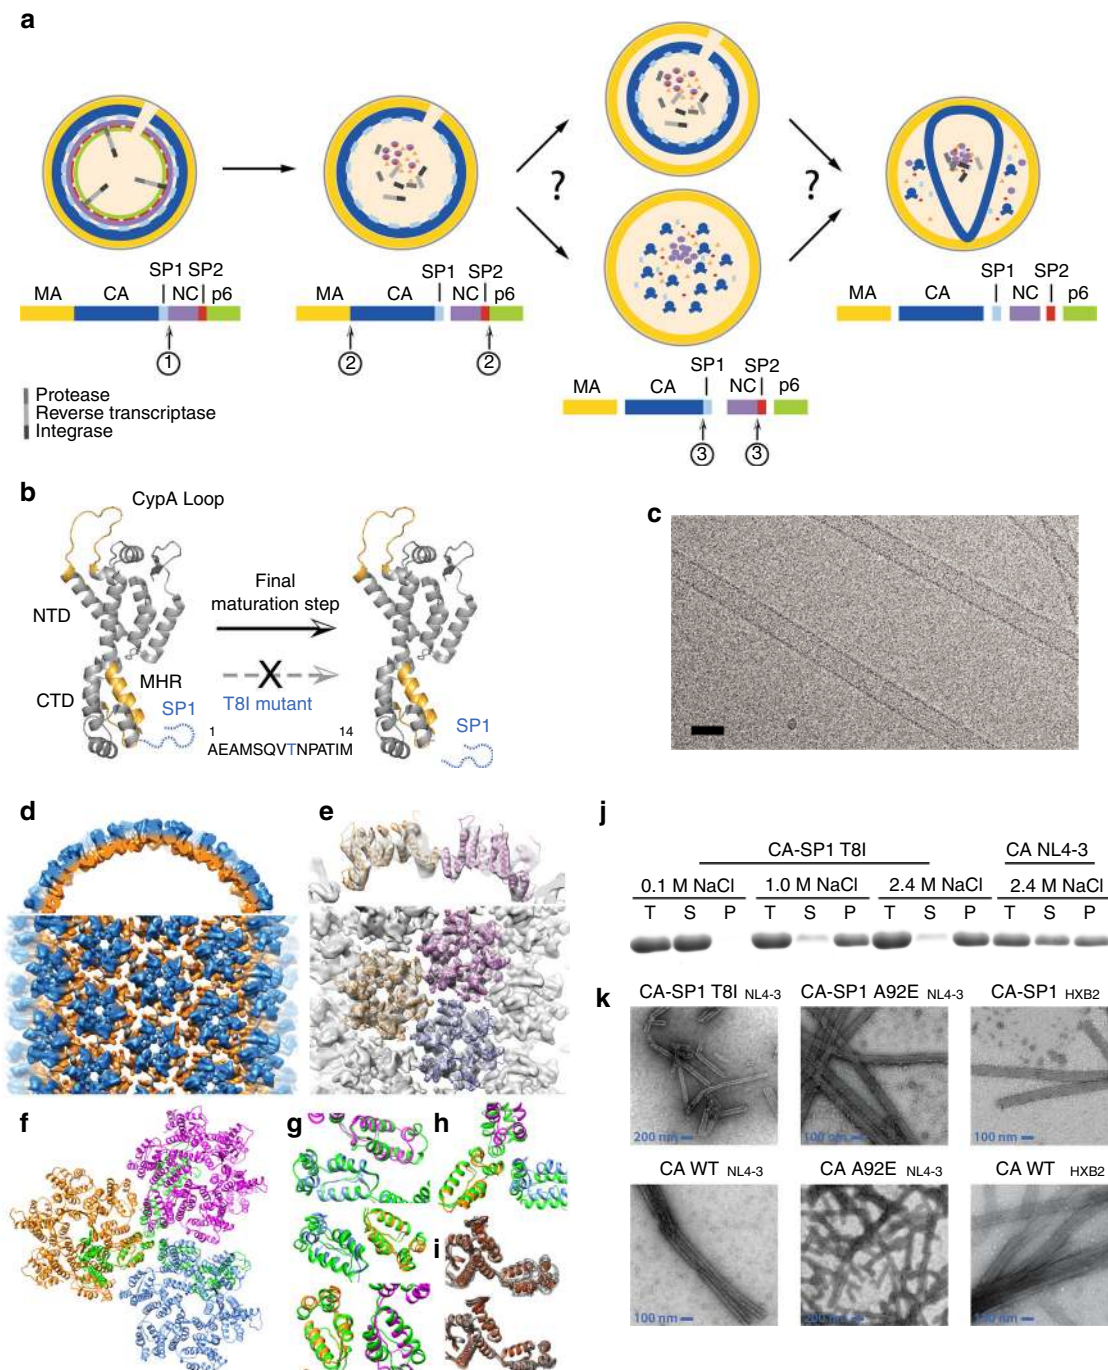 a
?
?
SP1 SP2
MA CA NC p6
1
SP1 SP2
MA CA NC p6
2 2
SP1 SP2
MA CA NC p6
3 3
SP1 SP2
MA CA NC p6
Protease
Reverse transcriptase
Integrase
b
CypA Loop
NTD
CTD
MHR
SP1
Final
maturation step
X
T8I mutant
1 14
AEAMSQVTNPATIM
SP1
c
d
e
f
g
h
i
j
CA-SP1 T8I CA NL4-3
0.1 M NaCl 1.0 M NaCl 2.4 M NaCl 2.4 M NaCl
T S P T S P T S P T S P
k
CA-SP1 T8I NL4-3 CA-SP1 A92E NL4-3 CA-SP1 HXB2
200 nm 100 nm 100 nm
CA WT NL4-3 CA A92E NL4-3 CA WT HXB2
100 nm 200 nm 100 nm